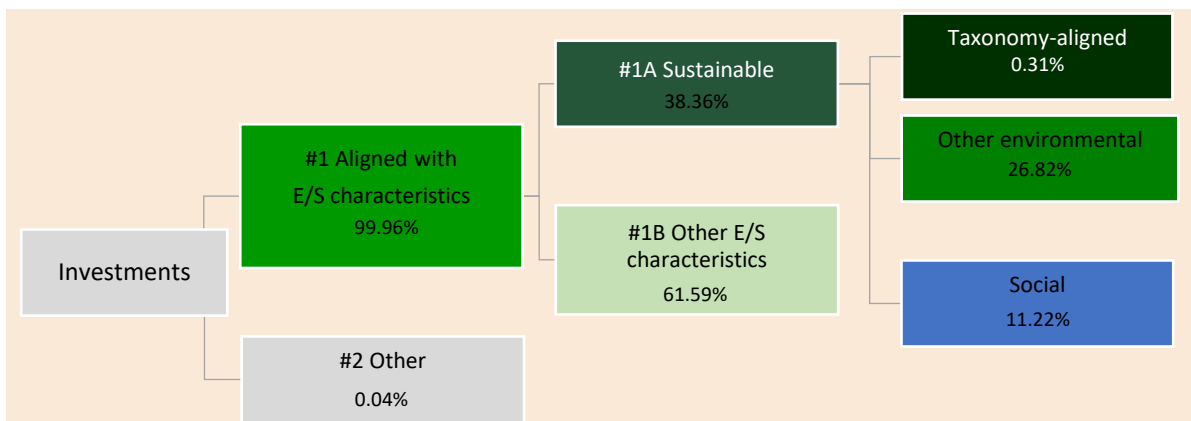 Investments
#1 Aligned with
E/S characteristics
99.96%
#2 Other
0.04%
#1A Sustainable
38.36%
#1B Other E/S
characteristics
61.59%
Taxonomy-aligned
0.31%
Other environmental
26.82%
Social
11.22%